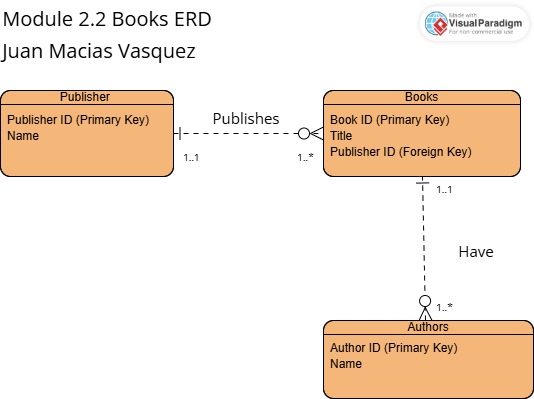 Module 2.2 Books ERD
Juan Macias Vasquez
Made with
Visual Paradigm
For non-commercial use
Publisher
Publisher ID (Primary Key)
Name
Publishes
1..1
1..*
Books
Book ID (Primary Key)
Title
Publisher ID (Foreign Key)
1..1
Have
1..*
Authors
Author ID (Primary Key)
Name